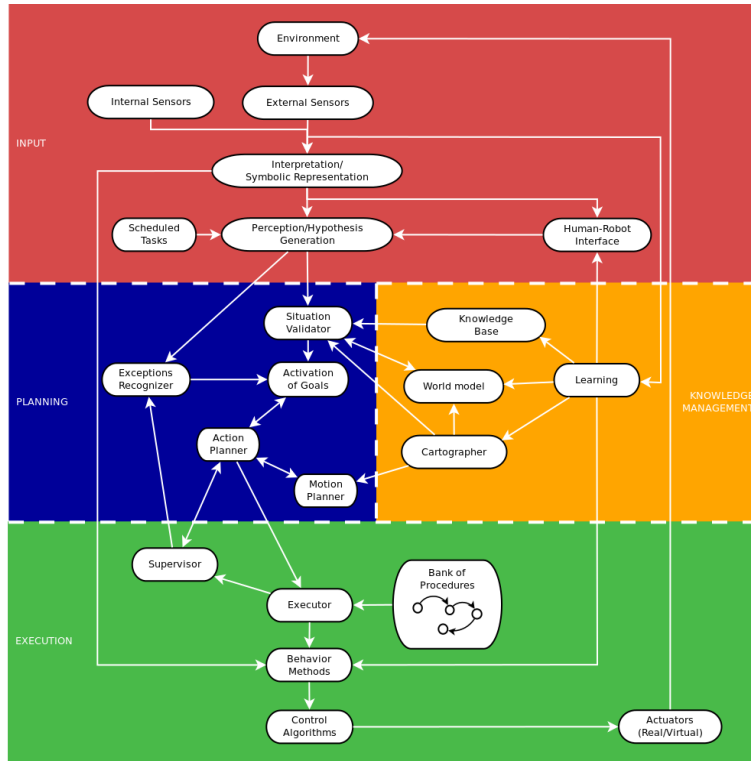 Environment
Internal Sensors
External Sensors
INPUT
Interpretation/
Symbolic Representation
Scheduled
Tasks
Perception/Hypothesis
Generation
Human-Robot
Interface
Situation
Validator
Knowledge
Base
Exceptions
Recognizer
Activation
of Goals
World model
Learning
PLANNING
KNOWLEDGE
MANAGEMENT
Action
Planner
Cartographer
Motion
Planner
Supervisor
Bank of
Procedures
Executor
EXECUTION
Behavior
Methods
Control
Algorithms
Actuators
(Real/Virtual)